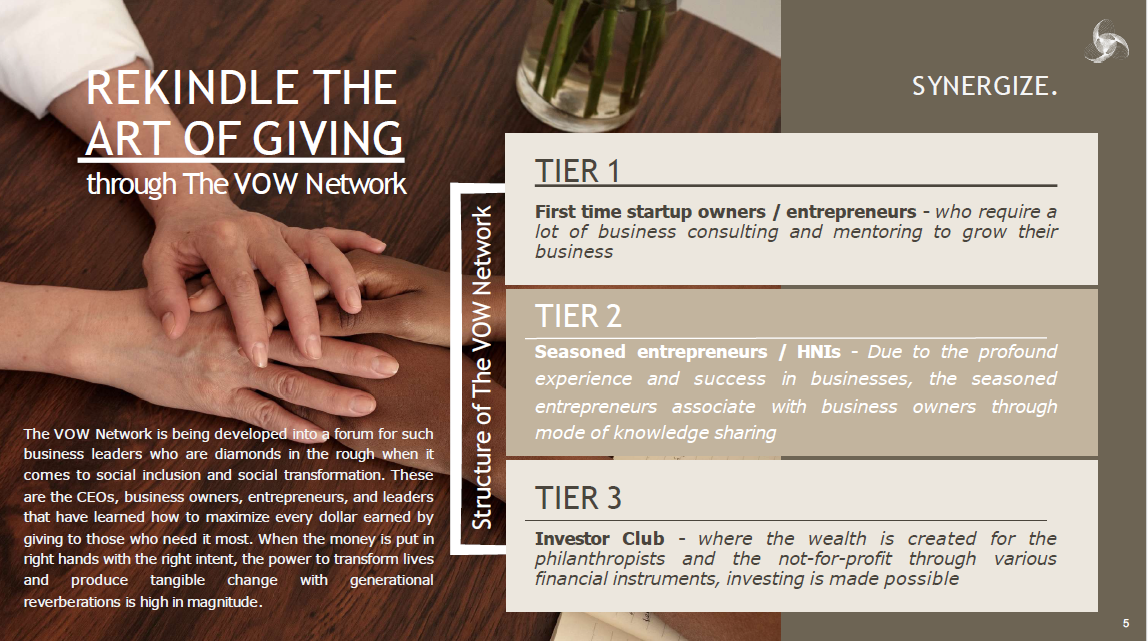 REKINDLE THE
ART OF GIVING
through The VOW Network
The VOW Network is being developed into a forum for such
business leaders who are diamonds in the rough when it
comes to social inclusion and social transformation. These
are the CEOs, business owners, entrepreneurs, and leaders
that have learned how to maximize every dollar earned by
giving to those who need it most. When the money is put in
right hands with the right intent, the power to transform lives
and produce tangible change with generational
reverberations is high in magnitude.
Structure of The VOW Network
SYNERGIZE.
TIER 1
First time startup owners / entrepreneurs - who require a
lot of business consulting and mentoring to grow their
business
TIER 2
Seasoned entrepreneurs / HNIs - Due to the profound
experience and success in businesses, the seasoned
entrepreneurs associate with business owners through
mode of knowledge sharing
TIER 3
Investor Club - where the wealth is created for the
philanthropists and the not-for-profit through various
financial instruments, investing is made possible
5